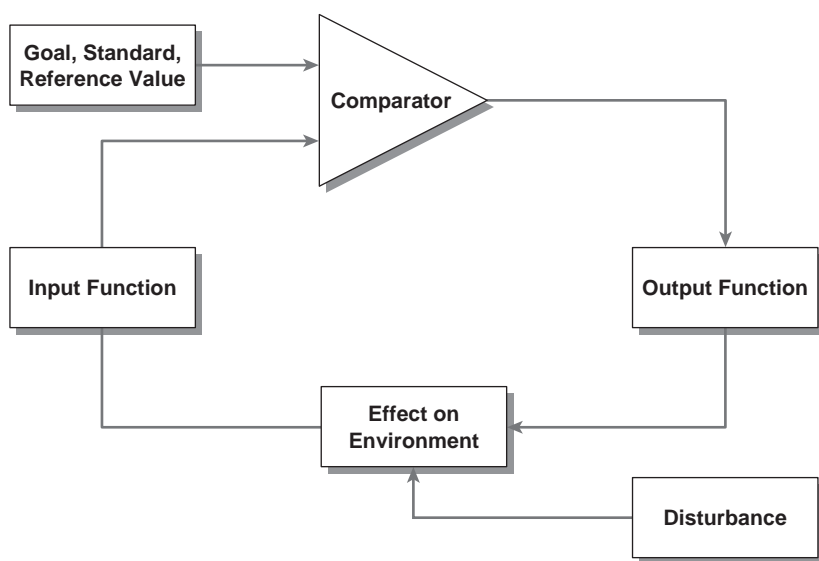 Goal, Standard,
Reference Value
Comparator
Input Function
Output Function
Effect on
Environment
Disturbance